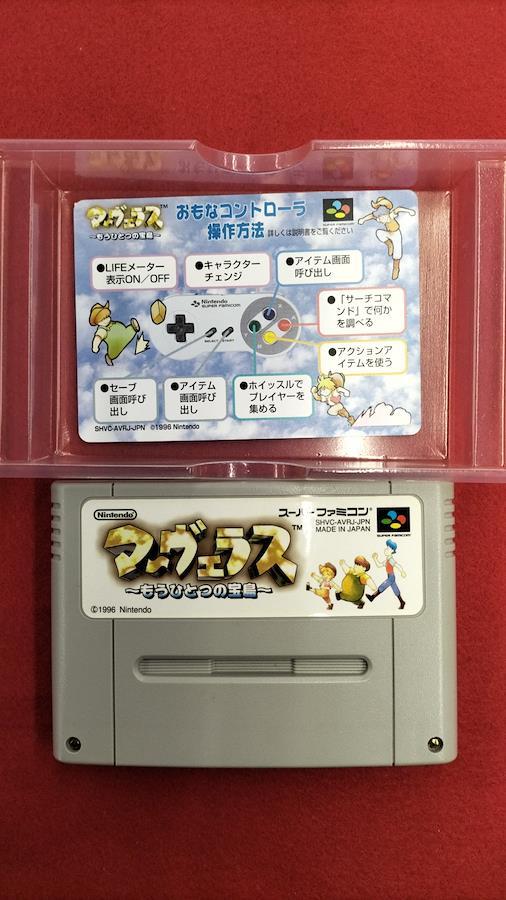 マーヴェラス™
～もうひとつの宝島～
おもなコントローラ
操作方法 詳しくは説明書をご覧ください
SUPER FAMICOM
●LIFEメーター
表示ON／OFF
●キャラクター
チェンジ
●アイテム画面
呼び出し
●「サーチコマ
ンド」で何か
を調べる
●アクションア
イテムを使う
Nintendo
SUPER FAMICOM
SELECT START
●セーブ
画面呼び
出し
●アイテム
画面呼び
出し
●ホイッスルで
プレイヤーを
集める
SHVC-AVRJ-JPN ©1996 Nintendo
Nintendo
スーパーファミコン®
SHVC-AVRJ-JPN
MADE IN JAPAN
SUPER FAMICOM
マーヴェラス™
～もうひとつの宝島～
©1996 Nintendo